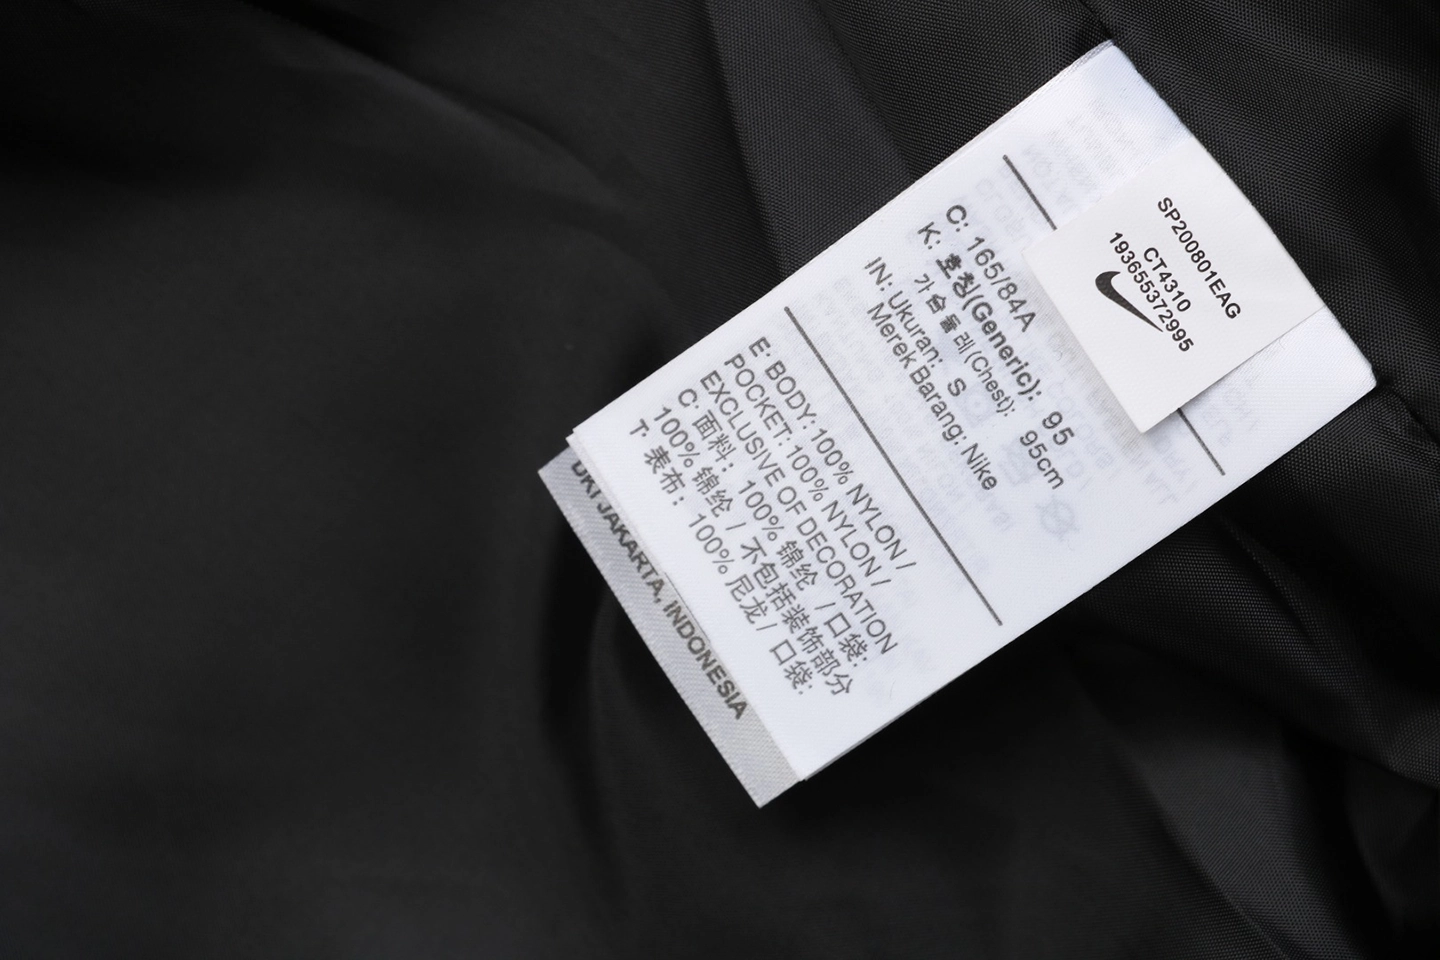 SP200801EAG
CT4310
193655372995
C: 165/84A
K: 호칭(Generic): 95
가슴둘레(Chest): 95cm
IN: Ukuran: S
Merek Barang: Nike
E: BODY: 100% NYLON /
POCKET: 100% NYLON /
EXCLUSIVE OF DECORATION
C: 面料: 100% 锦纶 / 口袋:
100% 锦纶 / 不包括装饰部分
T: 表布: 100% 尼龙 / 口袋:
DKI JAKARTA, INDONESIA